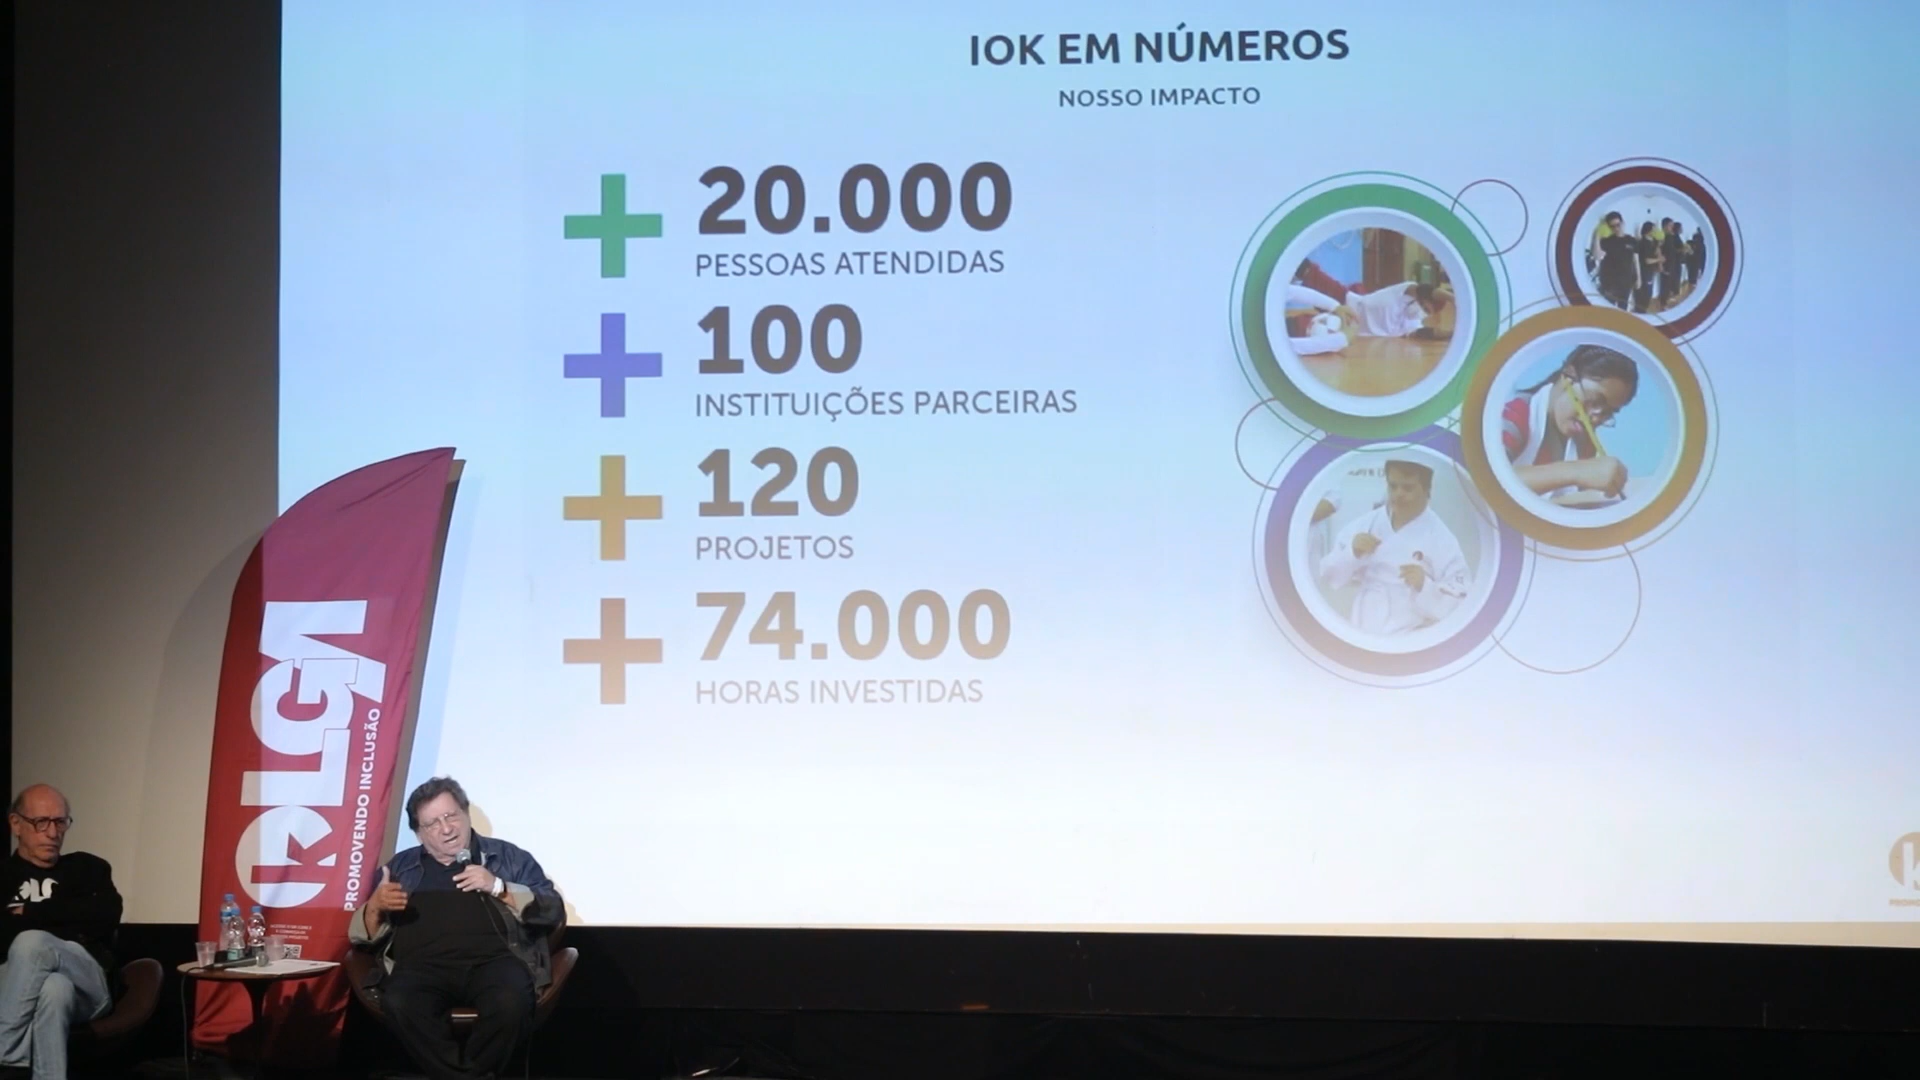 IOK EM NÚMEROS
NOSSO IMPACTO
+ 20.000
PESSOAS ATENDIDAS
+ 100
INSTITUIÇÕES PARCEIRAS
+ 120
PROJETOS
+ 74.000
HORAS INVESTIDAS
PROMOVENDO INCLUSÃO